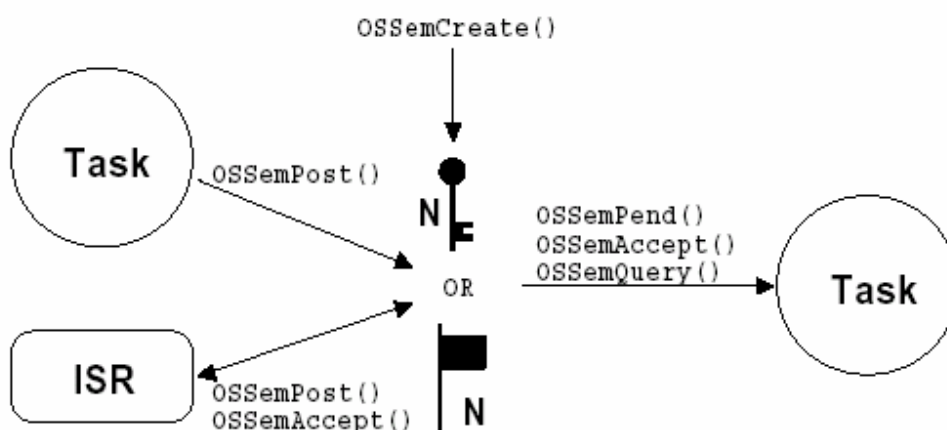 OSSemCreate()
Task
OSSemPost()
N
OSSemPend()
OSSemAccept()
OSSemQuery()
OR
Task
ISR
OSSemPost()
OSSemAccept()
N